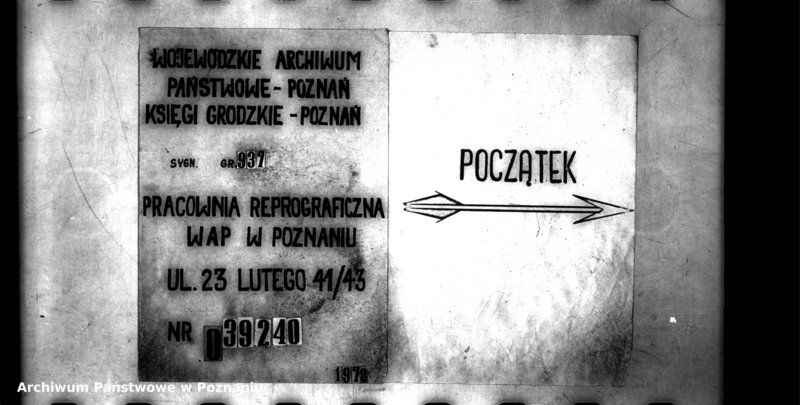 WOJEWÓDZKIE ARCHIWUM
PAŃSTWOWE - POZNAŃ
KSIĘGI GRODZKIE - POZNAŃ
SYGN. GR. 937
PRACOWNIA REPROGRAFICZNA
WAP W POZNANIU
UL. 23 LUTEGO 41/43
NR 039240
1978
POCZĄTEK
Archiwum Państwowe w Poznaniu